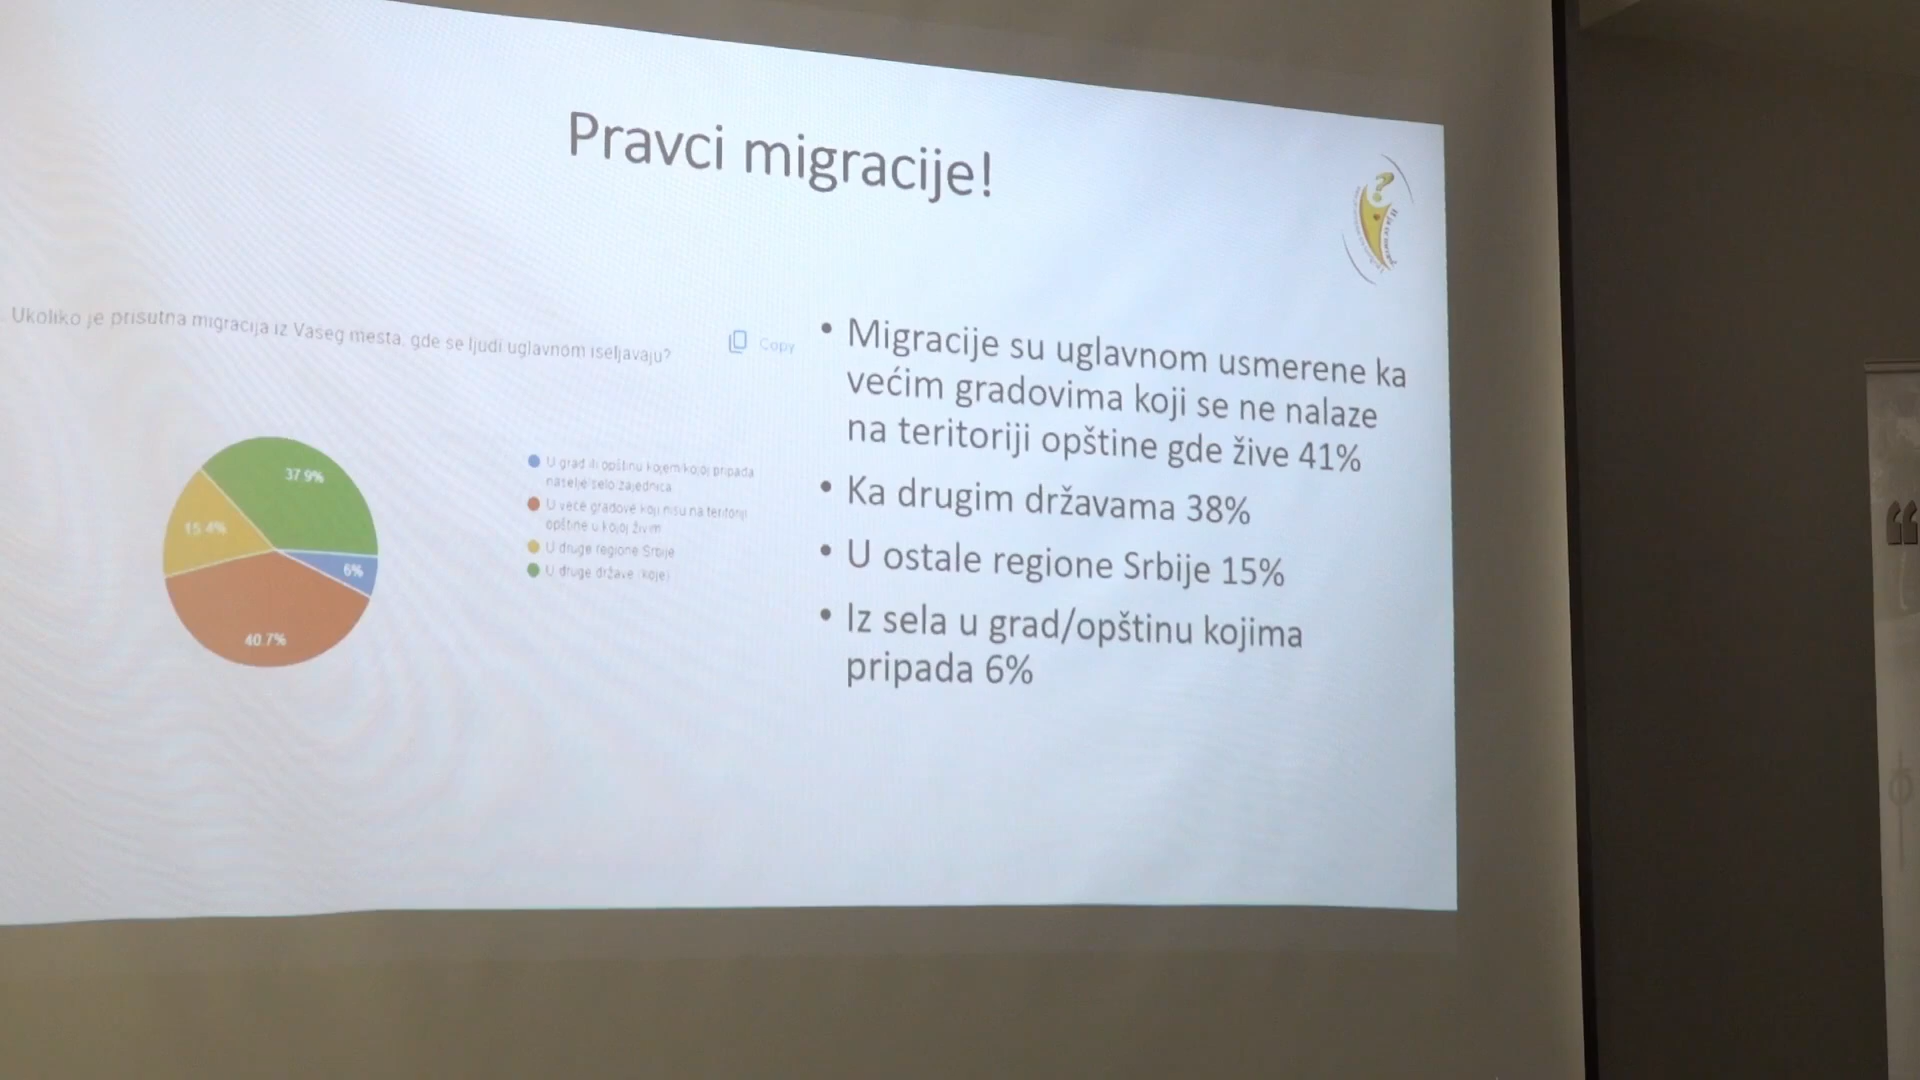 Pravci migracije!
Ukoliko je prisutna migracija iz Vašeg mesta, gde se ljudi uglavnom iseljavaju?
Copy
37.9%
15.4%
6%
40.7%
U grad ili opštinu kojem/kojoj pripada
naselje selo zajednica
U veće gradove koji nisu na teritoriji
opštine u kojoj živim
U druge regione Srbije
U druge države (koje)
• Migracije su uglavnom usmerene ka
većim gradovima koji se ne nalaze
na teritoriji opštine gde žive 41%
• Ka drugim državama 38%
• U ostale regione Srbije 15%
• Iz sela u grad/opštinu kojima
pripada 6%